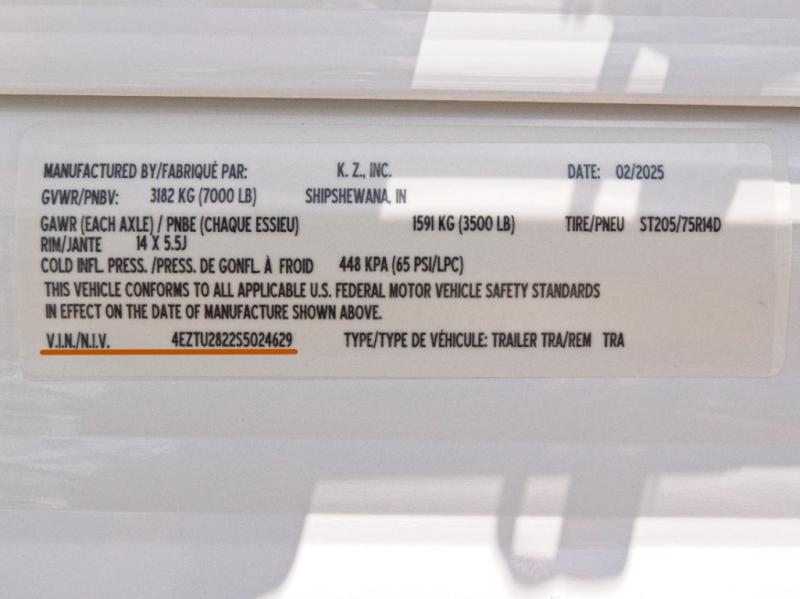 MANUFACTURED BY/FABRIQUÉ PAR: K. Z., INC. DATE: 02/2025
GVWR/PNBV: 3182 KG (7000 LB) SHIPSHEWANA, IN
GAWR (EACH AXLE) / PNBE (CHAQUE ESSIEU) 1591 KG (3500 LB) TIRE/PNEU ST205/75R14D
RIM/JANTE 14 X 5.5J
COLD INFL. PRESS. /PRESS. DE GONFL. À FROID 448 KPA (65 PSI/LPC)
THIS VEHICLE CONFORMS TO ALL APPLICABLE U.S. FEDERAL MOTOR VEHICLE SAFETY STANDARDS
IN EFFECT ON THE DATE OF MANUFACTURE SHOWN ABOVE.
V.I.N./N.I.V. 4EZTU2822S5024629 TYPE/TYPE DE VÉHICULE: TRAILER TRA/REM TRA